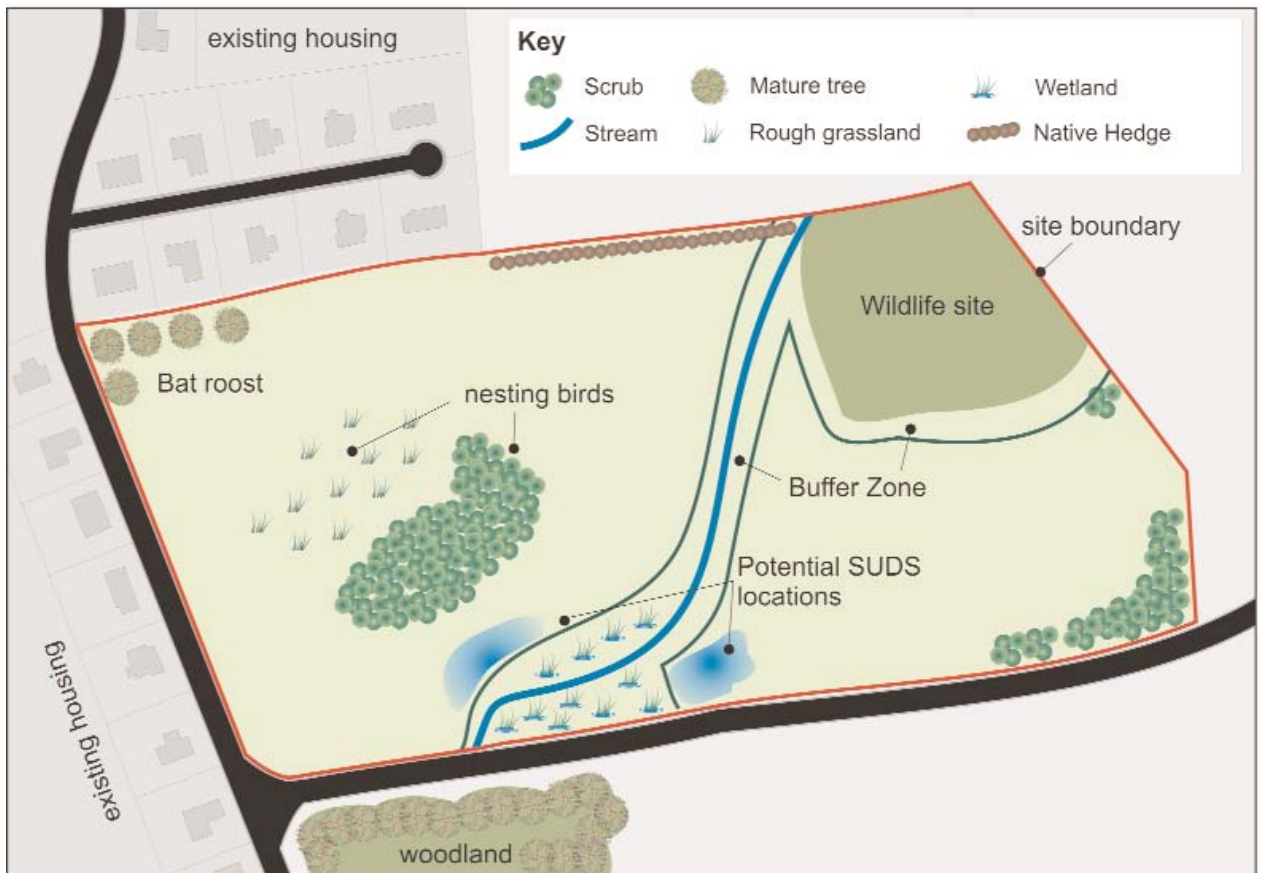 existing housing
Key
Scrub
Mature tree
Wetland
Stream
Rough grassland
Native Hedge
site boundary
Wildlife site
Bat roost
nesting birds
Buffer Zone
Potential SUDS
locations
existing housing
woodland